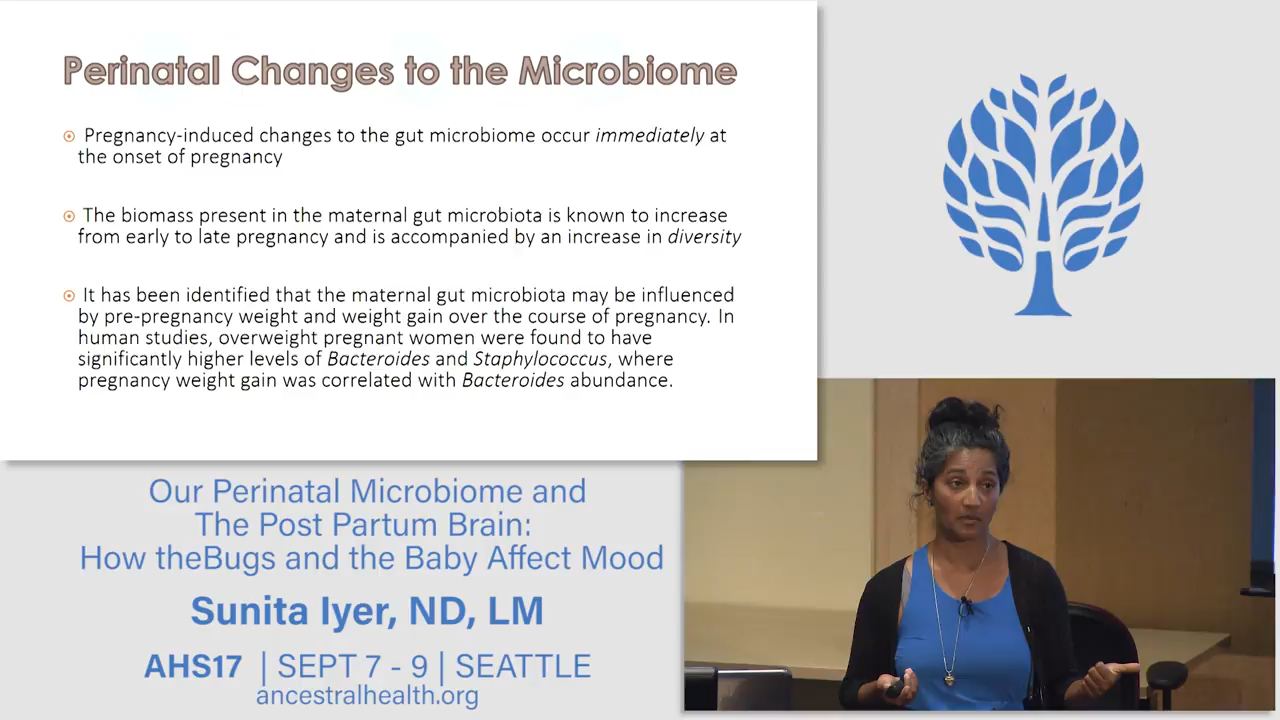 Perinatal Changes to the Microbiome
Pregnancy-induced changes to the gut microbiome occur immediately at
the onset of pregnancy
The biomass present in the maternal gut microbiota is known to increase
from early to late pregnancy and is accompanied by an increase in diversity
It has been identified that the maternal gut microbiota may be influenced
by pre-pregnancy weight and weight gain over the course of pregnancy. In
human studies, overweight pregnant women were found to have
significantly higher levels of Bacteroides and Staphylococcus, where
pregnancy weight gain was correlated with Bacteroides abundance.
Our Perinatal Microbiome and
The Post Partum Brain:
How theBugs and the Baby Affect Mood
Sunita Iyer, ND, LM
AHS17 | SEPT 7 - 9 | SEATTLE
ancestralhealth.org